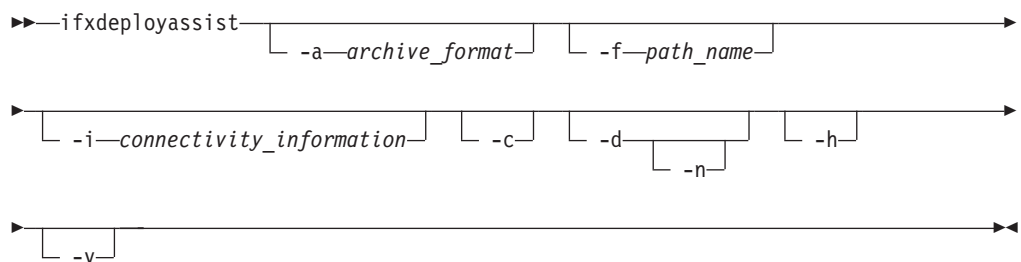 ifxdeployassist
-a archive_format -f path_name
-i connectivity_information -c -d -h
-n
-v